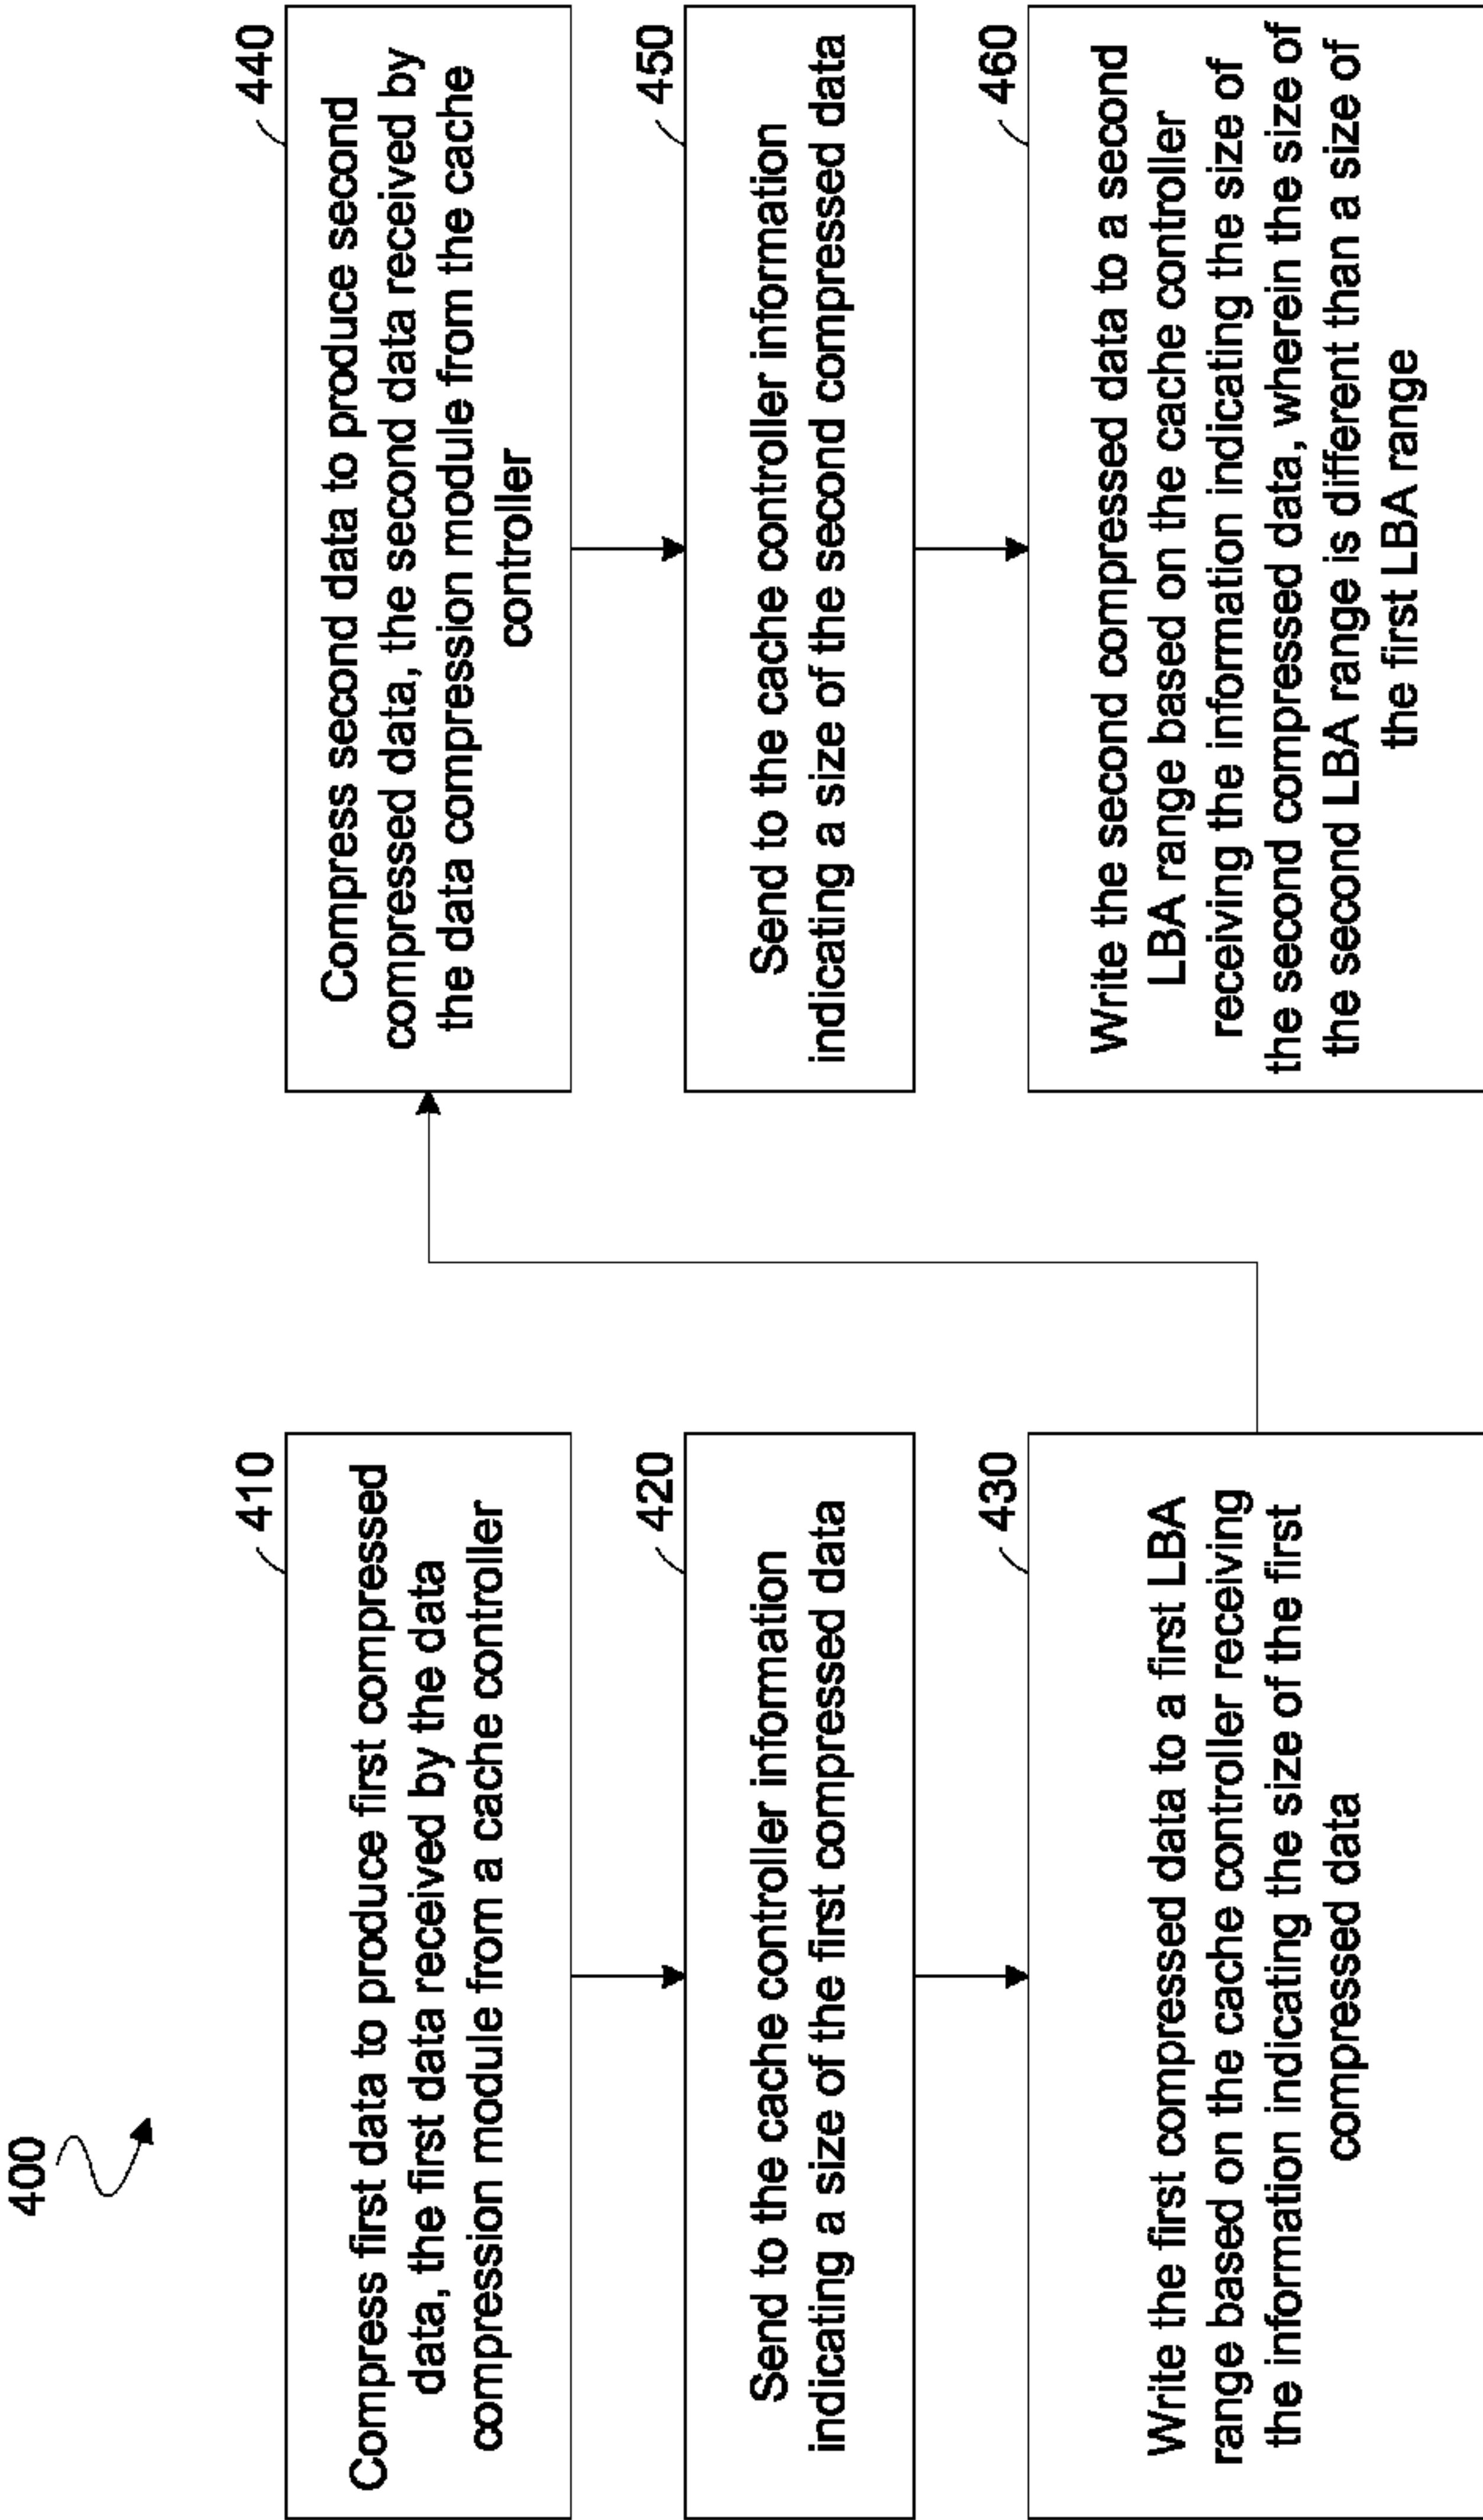 400
410
Compress first data to produce first compressed
data, the first data received by the data
compression module from a cache controller
420
Send to the cache controller information
indicating a size of the first compressed data
430
Write the first compressed data to a first LBA
range based on the cache controller receiving
the information indicating the size of the first
compressed data
440
Compress second data to produce second
compressed data, the second data received by
the data compression module from the cache
controller
450
Send to the cache controller information
indicating a size of the second compressed data
460
Write the second compressed data to a second
LBA range based on the cache controller
receiving the information indicating the size of
the second compressed data, wherein the size of
the second LBA range is different than a size of
the first LBA range